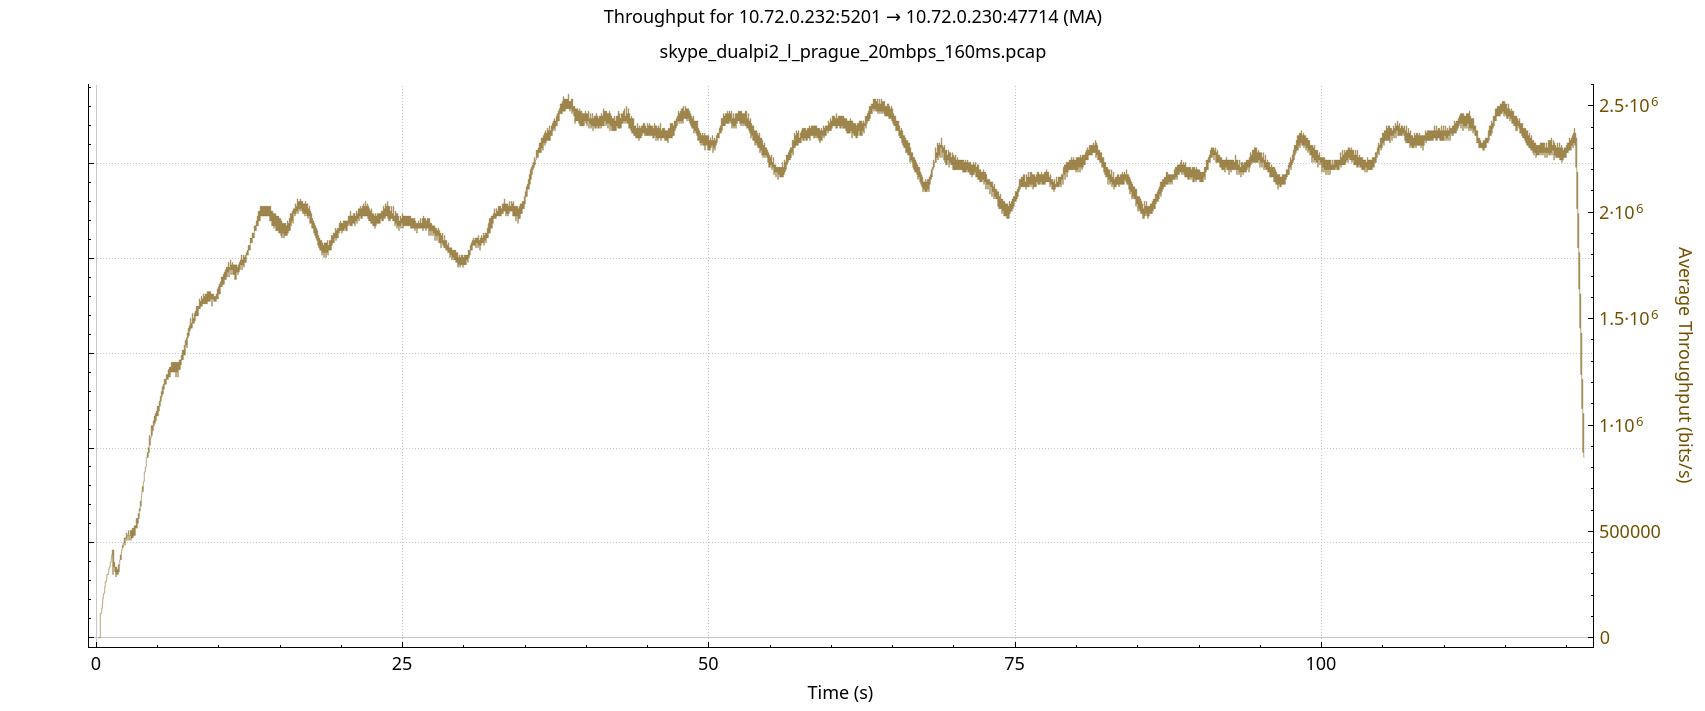 Throughput for 10.72.0.232:5201 → 10.72.0.230:47714 (MA)
skype_dualpi2_l_prague_20mbps_160ms.pcap
2.5·10⁶
2·10⁶
1.5·10⁶
1·10⁶
500000
0
Average Throughput (bits/s)
0 25 50 75 100
Time (s)